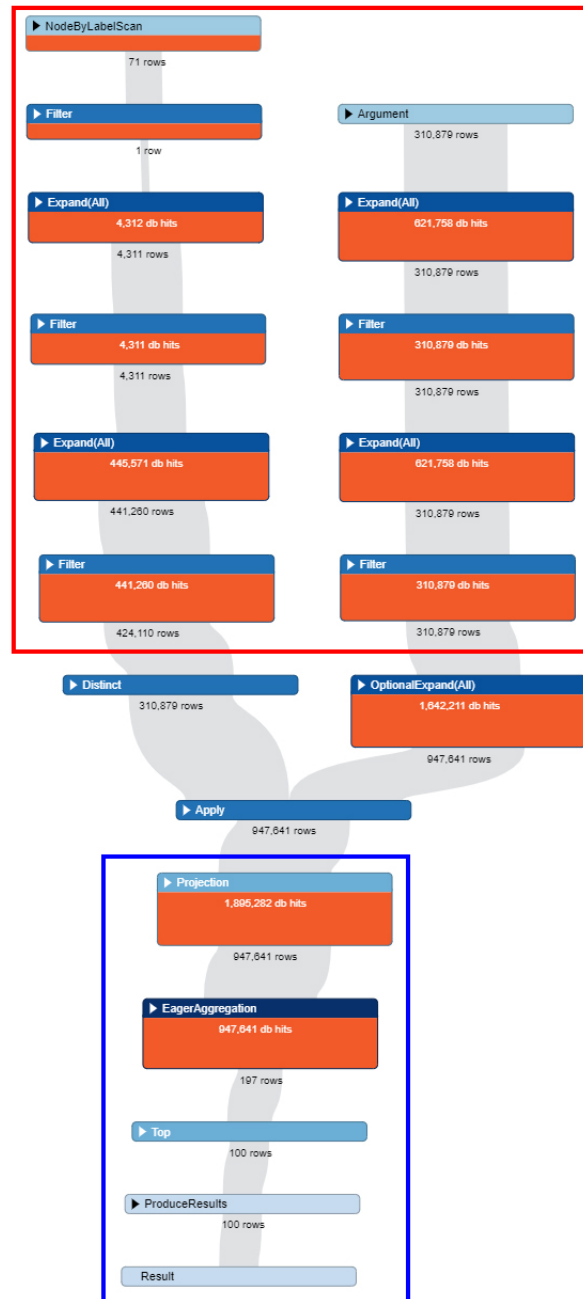 NodeByLabelScan
71 rows
Filter
1 row
Expand(All)
4,312 db hits
4,311 rows
Filter
4,311 db hits
4,311 rows
Expand(All)
445,571 db hits
441,260 rows
Filter
441,260 db hits
424,110 rows
Distinct
310,879 rows
Argument
310,879 rows
Expand(All)
621,758 db hits
310,879 rows
Filter
310,879 db hits
310,879 rows
Expand(All)
621,758 db hits
310,879 rows
Filter
310,879 db hits
310,879 rows
OptionalExpand(All)
1,642,211 db hits
947,641 rows
Apply
947,641 rows
Projection
1,895,282 db hits
947,641 rows
EagerAggregation
947,641 db hits
197 rows
Top
100 rows
ProduceResults
100 rows
Result